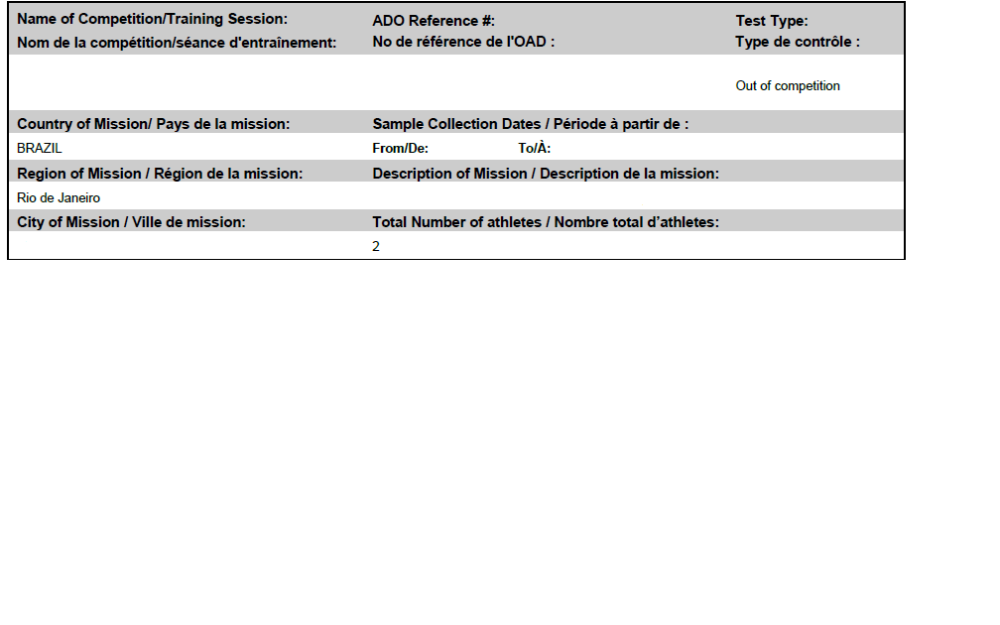 Name of Competition/Training Session:
Nom de la compétition/séance d'entraînement:
ADO Reference #:
No de référence de l'OAD :
Test Type:
Type de contrôle :
Out of competition
Country of Mission/ Pays de la mission:
Sample Collection Dates / Période à partir de :
BRAZIL
From/De:
To/À:
Region of Mission / Région de la mission:
Description of Mission / Description de la mission:
Rio de Janeiro
City of Mission / Ville de mission:
Total Number of athletes / Nombre total d'athletes:
2